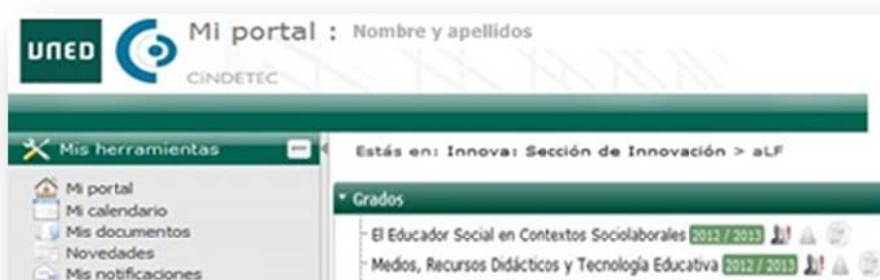 UNED
Mi portal : Nombre y apellidos
CiNDETEC
Mis herramientas
Estás en: Innova: Sección de Innovación > aLF
Mi portal
Mi calendario
Mis documentos
Novedades
Mis notificaciones
Grados
El Educador Social en Contextos Sociolaborales 2012 / 2013
Medios, Recursos Didácticos y Tecnología Educativa 2012 / 2013